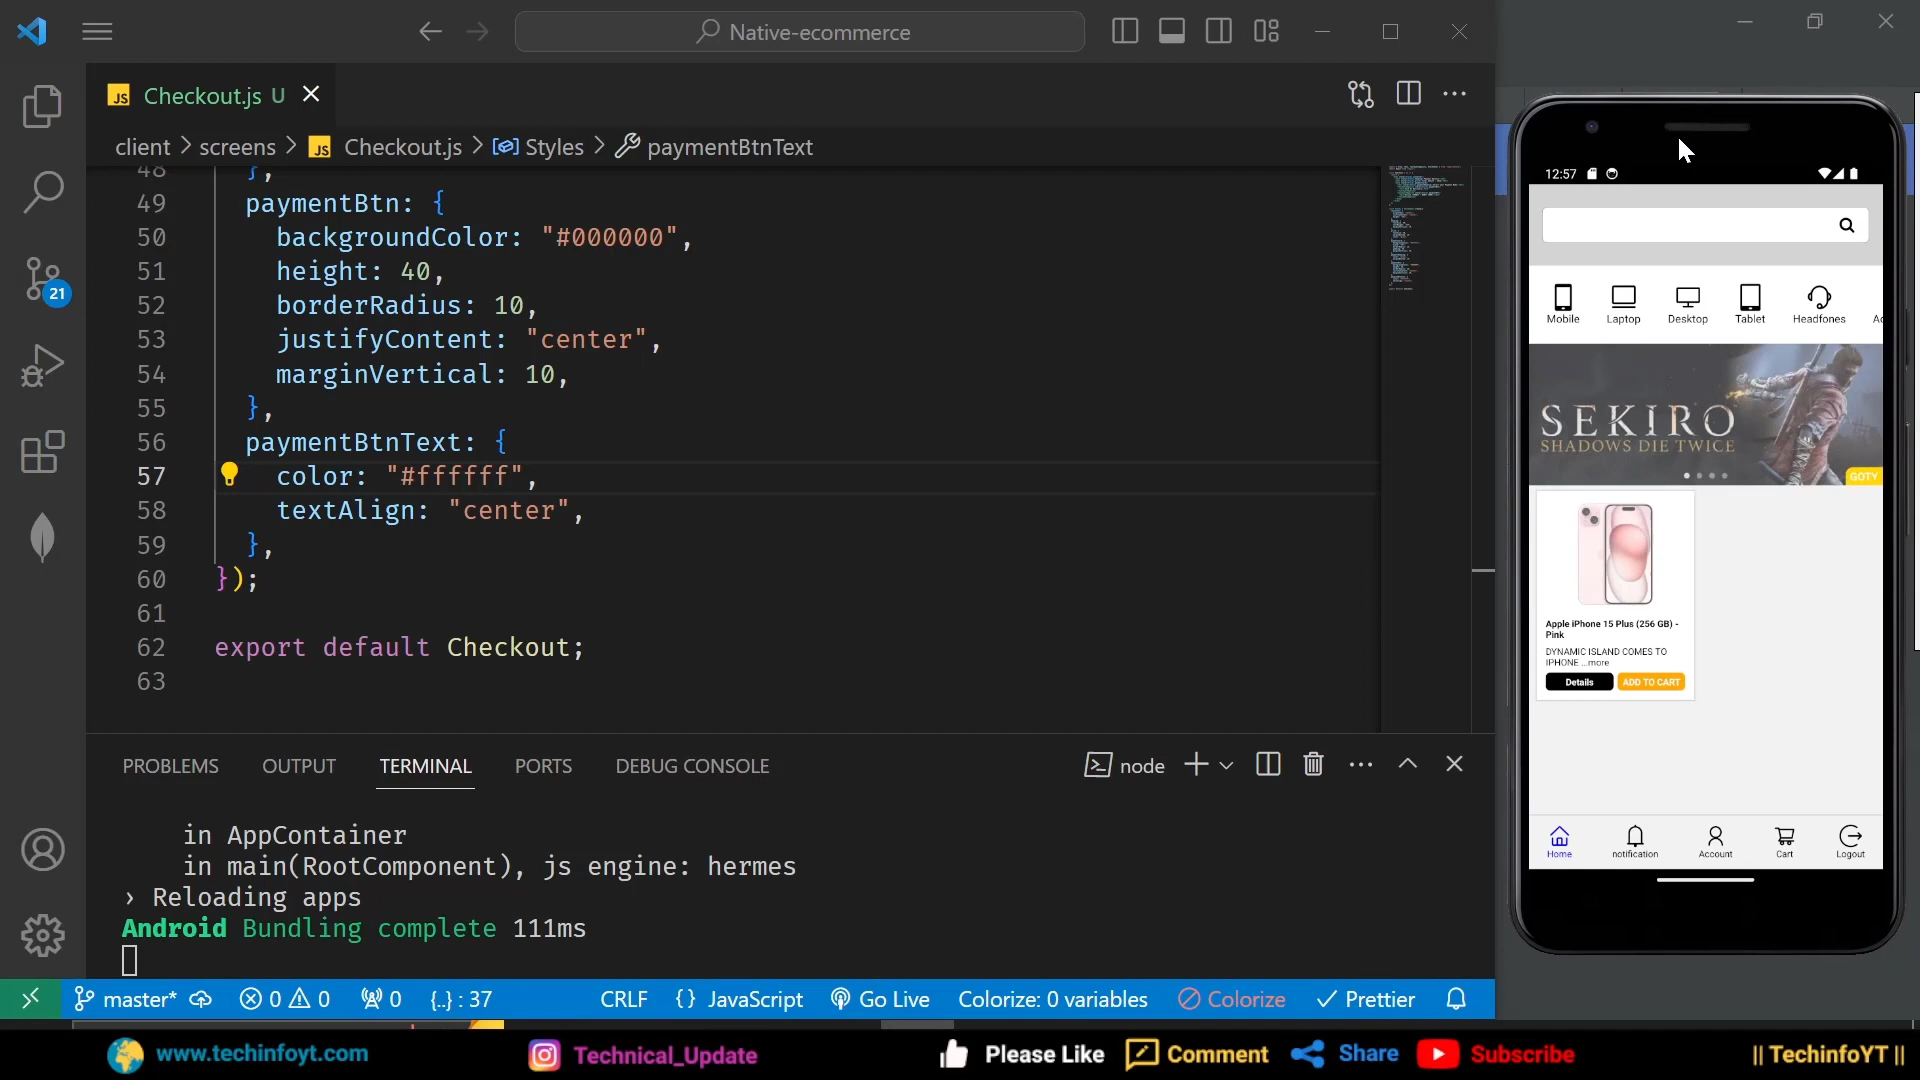 Native-ecommerce
JS Checkout.js U
client > screens > JS Checkout.js > Styles > paymentBtnText
48 },
49 paymentBtn: {
50 backgroundColor: "#000000",
51 height: 40,
52 borderRadius: 10,
53 justifyContent: "center",
54 marginVertical: 10,
55 },
56 paymentBtnText: {
57 color: "#ffffff",
58 textAlign: "center",
59 },
60 });
61
62 export default Checkout;
63
21
PROBLEMS OUTPUT TERMINAL PORTS DEBUG CONSOLE node
in AppContainer
in main(RootComponent), js engine: hermes
› Reloading apps
Android Bundling complete 111ms
master* 0 0 0 {..} : 37 CRLF {} JavaScript Go Live Colorize: 0 variables Colorize Prettier
12:57
Mobile Laptop Desktop Tablet Headfones Ac
SEKIRO
SHADOWS DIE TWICE
GOTY
Apple iPhone 15 Plus (256 GB) -
Pink
DYNAMIC ISLAND COMES TO
IPHONE ...more
Details ADD TO CART
Home notification Account Cart Logout
www.techinfoyt.com Technical_Update Please Like Comment Share Subscribe || TechinfoYT ||